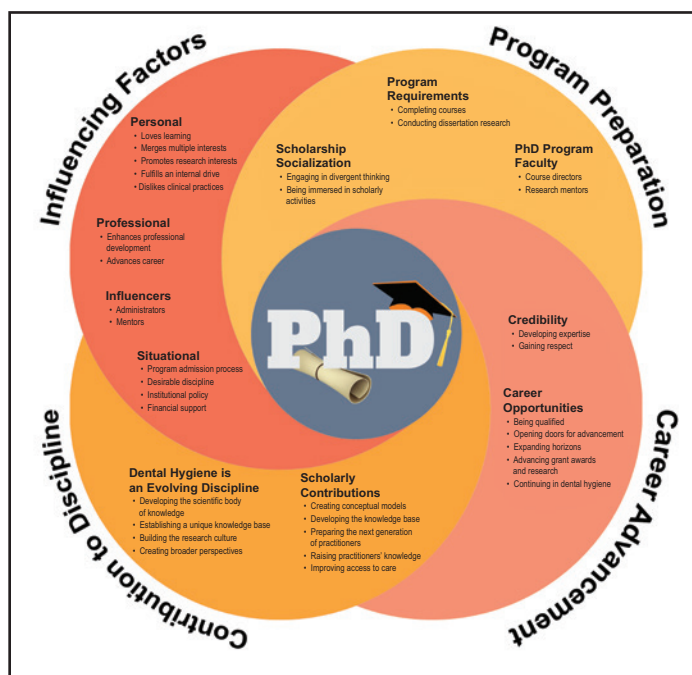 Influencing Factors
Personal
• Loves learning
• Merges multiple interests
• Promotes research interests
• Fulfills an internal drive
• Dislikes clinical practices
Professional
• Enhances professional
development
• Advances career
Influencers
• Administrators
• Mentors
Situational
• Program admission process
• Desirable discipline
• Institutional policy
• Financial support
Program Preparation
Program
Requirements
• Completing courses
• Conducting dissertation research
Scholarship
Socialization
• Engaging in divergent thinking
• Being immersed in scholarly
activities
PhD Program
Faculty
• Course directors
• Research mentors
PhD
Career Advancement
Credibility
• Developing expertise
• Gaining respect
Career
Opportunities
• Being qualified
• Opening doors for advancement
• Expanding horizons
• Advancing grant awards
and research
• Continuing in dental hygiene
Contribution to Discipline
Dental Hygiene is
an Evolving Discipline
• Developing the scientific body
of knowledge
• Establishing a unique knowledge base
• Building the research culture
• Creating broader perspectives
Scholarly
Contributions
• Creating conceptual models
• Developing the knowledge base
• Preparing the next generation
of practitioners
• Raising practitioners' knowledge
• Improving access to care